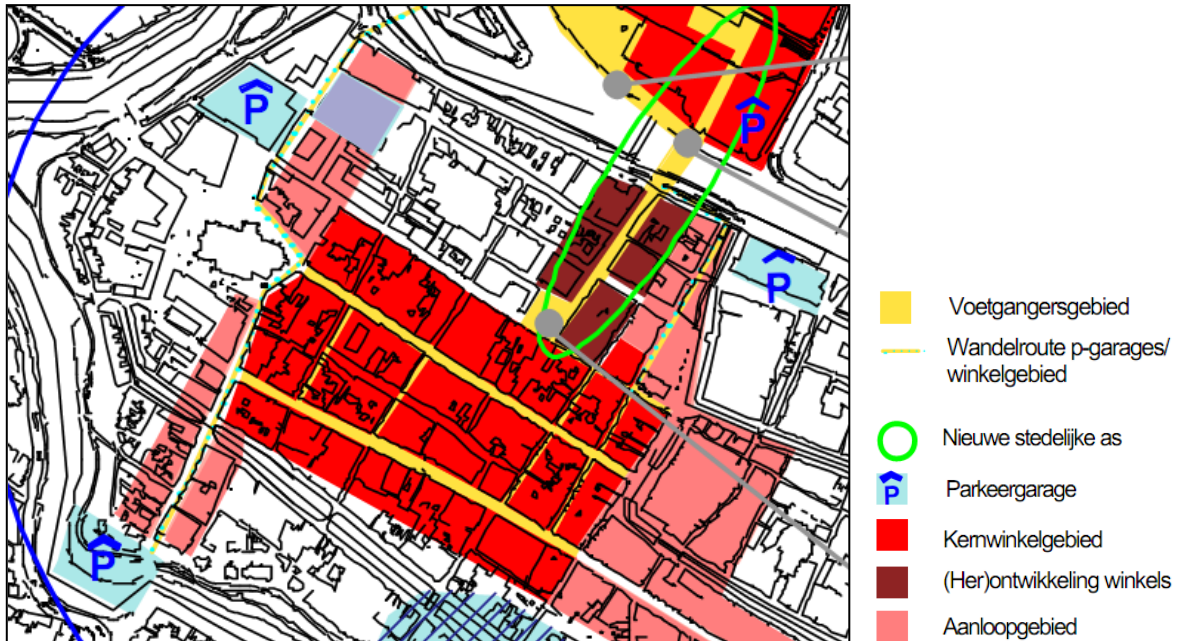 P
P
P
P
Voetgangersgebied
Wandelroute p-garages/
winkelgebied
Nieuwe stedelijke as
P
Parkeergarage
Kernwinkelgebied
(Her)ontwikkeling winkels
Aanloopgebied